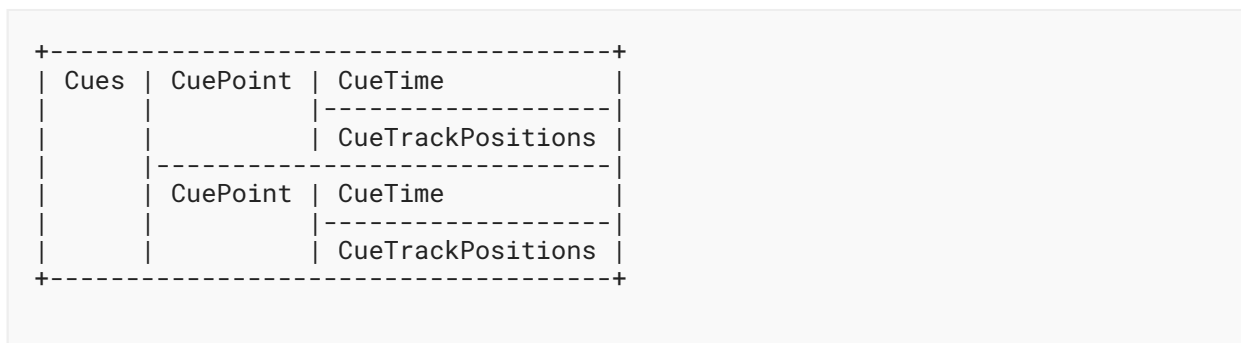 +-------------------------------------+
| Cues | CuePoint | CueTime           |
|      |          |-------------------|
|      |          | CueTrackPositions |
|      |------------------------------|
|      | CuePoint | CueTime           |
|      |          |-------------------|
|      |          | CueTrackPositions |
+-------------------------------------+